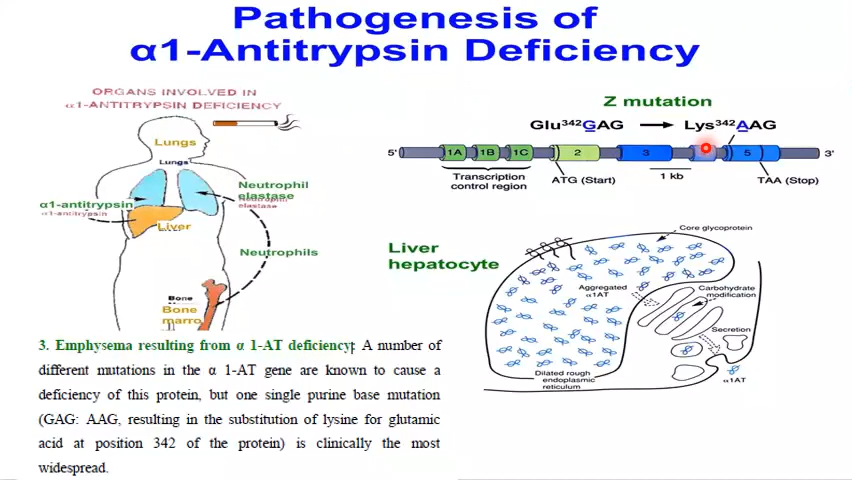 Pathogenesis of
α1-Antitrypsin Deficiency
ORGANS INVOLVED IN
α1-ANTITRYPSIN DEFICIENCY
Lungs
Lungs
Neutrophil
elastase
Neutrophil
elastase
α1-antitrypsin
α1-antitrypsin
Liver
Neutrophils
Bone
Bone
marro
Z mutation
Glu³⁴²GAG → Lys³⁴²AAG
5' 1A 1B 1C 2 3 5 3'
Transcription
control region
ATG (Start)
1 kb
TAA (Stop)
Liver
hepatocyte
Core glycoprotein
Aggregated
α1AT
Carbohydrate
modification
Secretion
α1AT
Dilated rough
endoplasmic
reticulum
3. Emphysema resulting from α 1-AT deficiency: A number of
different mutations in the α 1-AT gene are known to cause a
deficiency of this protein, but one single purine base mutation
(GAG: AAG, resulting in the substitution of lysine for glutamic
acid at position 342 of the protein) is clinically the most
widespread.